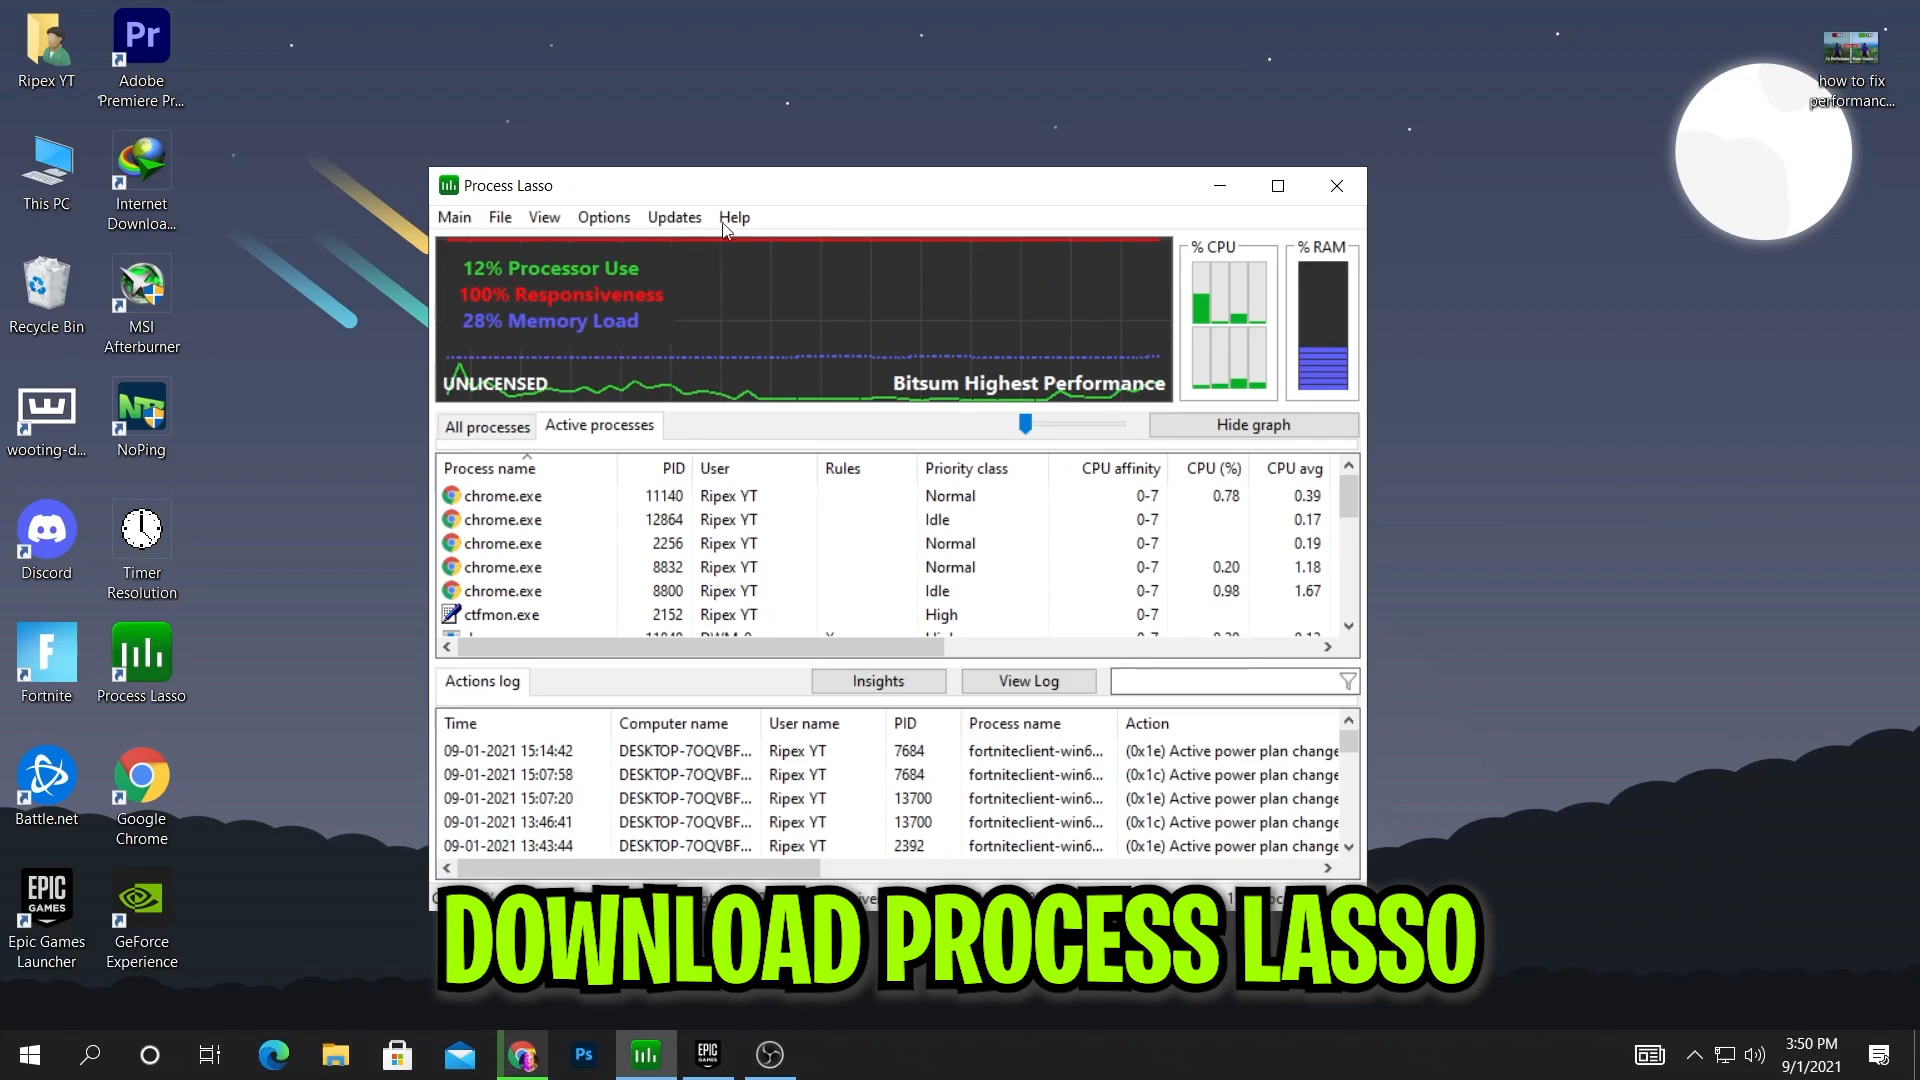 Ripex YT
Pr
Adobe
Premiere Pr...
This PC
Internet
Downloa...
Recycle Bin
MSI
Afterburner
wooting-d...
NoPing
Discord
Timer
Resolution
Fortnite
Process Lasso
Battle.net
Google
Chrome
EPIC
GAMES
Epic Games
Launcher
GeForce
Experience
how to fix
performanc...
Process Lasso
Main File View Options Updates Help
12% Processor Use
100% Responsiveness
28% Memory Load
UNLICENSED
Bitsum Highest Performance
% CPU
% RAM
All processes Active processes
Hide graph
Process name PID User Rules Priority class CPU affinity CPU (%) CPU avg
chrome.exe 11140 Ripex YT Normal 0-7 0.78 0.39
chrome.exe 12864 Ripex YT Idle 0-7 0.17
chrome.exe 2256 Ripex YT Normal 0-7 0.19
chrome.exe 8832 Ripex YT Normal 0-7 0.20 1.18
chrome.exe 8800 Ripex YT Idle 0-7 0.98 1.67
ctfmon.exe 2152 Ripex YT High 0-7
Actions log Insights View Log
Time Computer name User name PID Process name Action
09-01-2021 15:14:42 DESKTOP-7OQVBF... Ripex YT 7684 fortniteclient-win6... (0x1e) Active power plan change
09-01-2021 15:07:58 DESKTOP-7OQVBF... Ripex YT 7684 fortniteclient-win6... (0x1c) Active power plan change
09-01-2021 15:07:20 DESKTOP-7OQVBF... Ripex YT 13700 fortniteclient-win6... (0x1e) Active power plan change
09-01-2021 13:46:41 DESKTOP-7OQVBF... Ripex YT 13700 fortniteclient-win6... (0x1c) Active power plan change
09-01-2021 13:43:44 DESKTOP-7OQVBF... Ripex YT 2392 fortniteclient-win6... (0x1e) Active power plan change
DOWNLOAD PROCESS LASSO
Ps
EPIC
GAMES
3:50 PM
9/1/2021